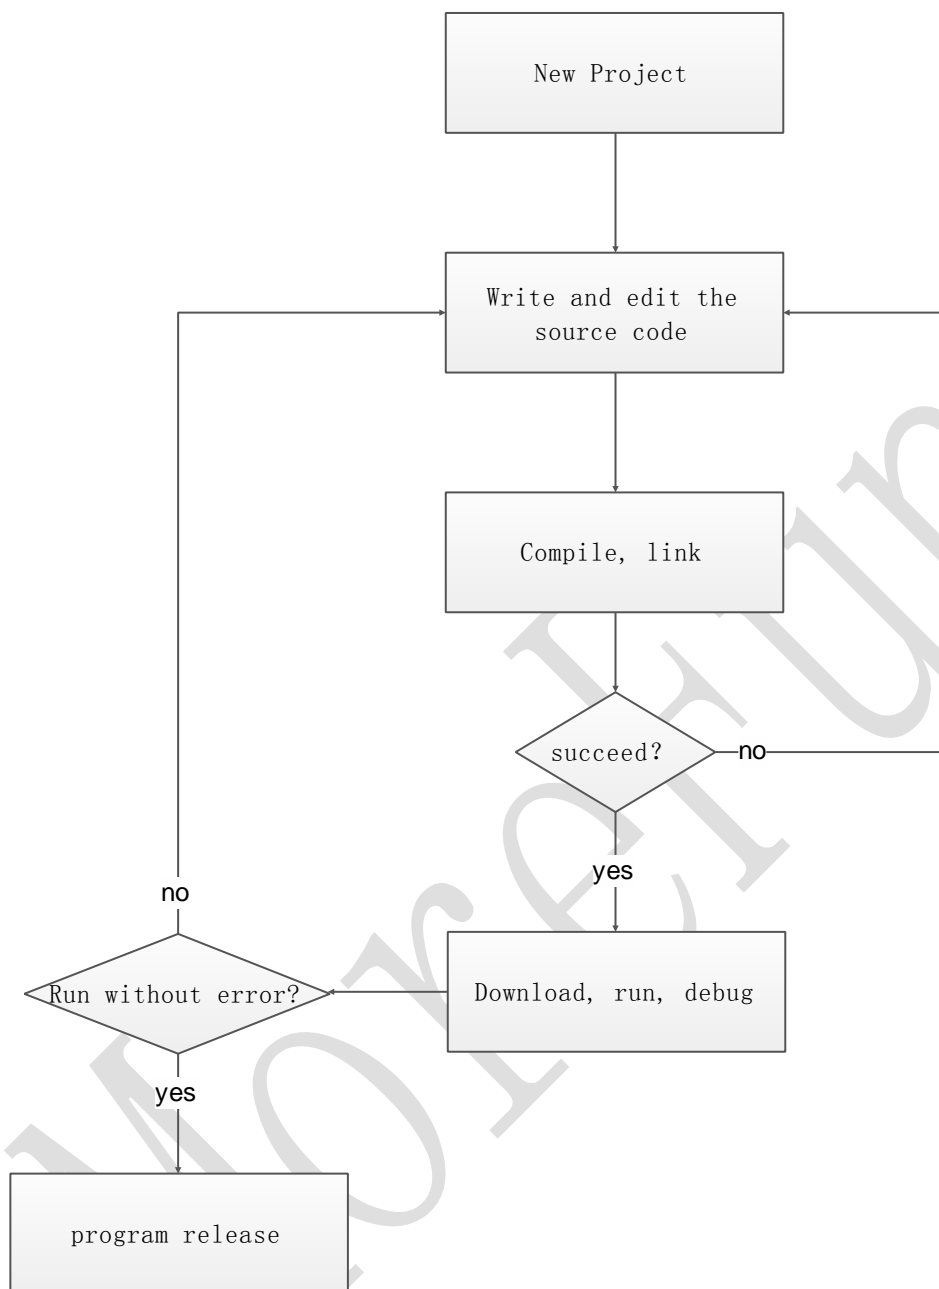 New Project
Write and edit the
source code
Compile, link
succeed?
no
yes
no
Run without error?
Download, run, debug
yes
program release
MoreFun